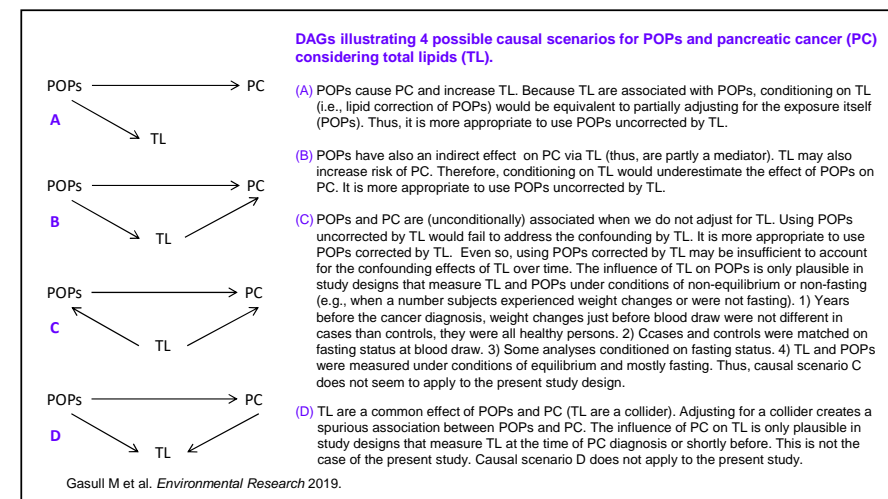 DAGs illustrating 4 possible causal scenarios for POPs and pancreatic cancer (PC)
considering total lipids (TL).
POPs PC
A
TL
(A) POPs cause PC and increase TL. Because TL are associated with POPs, conditioning on TL
(i.e., lipid correction of POPs) would be equivalent to partially adjusting for the exposure itself
(POPs). Thus, it is more appropriate to use POPs uncorrected by TL.
POPs PC
B
TL
(B) POPs have also an indirect effect on PC via TL (thus, are partly a mediator). TL may also
increase risk of PC. Therefore, conditioning on TL would underestimate the effect of POPs on
PC. It is more appropriate to use POPs uncorrected by TL.
POPs PC
C
TL
(C) POPs and PC are (unconditionally) associated when we do not adjust for TL. Using POPs
uncorrected by TL would fail to address the confounding by TL. It is more appropriate to use
POPs corrected by TL. Even so, using POPs corrected by TL may be insufficient to account
for the confounding effects of TL over time. The influence of TL on POPs is only plausible in
study designs that measure TL and POPs under conditions of non-equilibrium or non-fasting
(e.g., when a number subjects experienced weight changes or were not fasting). 1) Years
before the cancer diagnosis, weight changes just before blood draw were not different in
cases than controls, they were all healthy persons. 2) Ccases and controls were matched on
fasting status at blood draw. 3) Some analyses conditioned on fasting status. 4) TL and POPs
were measured under conditions of equilibrium and mostly fasting. Thus, causal scenario C
does not seem to apply to the present study design.
POPs PC
D
TL
(D) TL are a common effect of POPs and PC (TL are a collider). Adjusting for a collider creates a
spurious association between POPs and PC. The influence of PC on TL is only plausible in
study designs that measure TL at the time of PC diagnosis or shortly before. This is not the
case of the present study. Causal scenario D does not apply to the present study.
Gasull M et al. Environmental Research 2019.